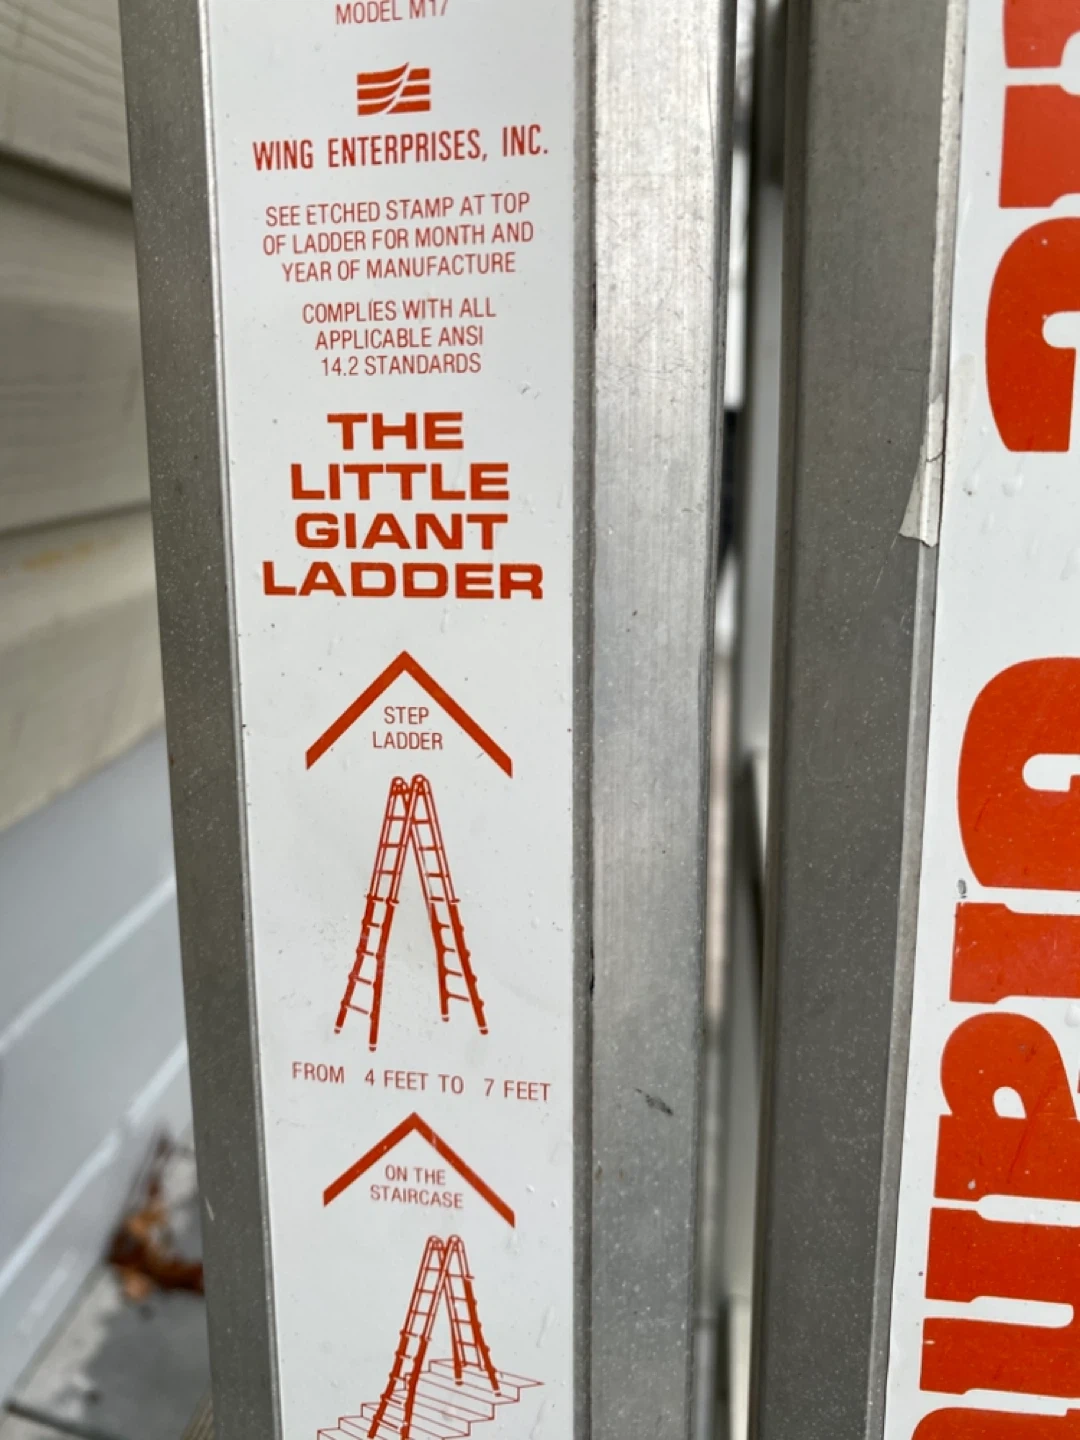 MODEL M17
WING ENTERPRISES, INC.
SEE ETCHED STAMP AT TOP
OF LADDER FOR MONTH AND
YEAR OF MANUFACTURE
COMPLIES WITH ALL
APPLICABLE ANSI
14.2 STANDARDS
THE
LITTLE
GIANT
LADDER
STEP
LADDER
FROM 4 FEET TO 7 FEET
ON THE
STAIRCASE
Giant